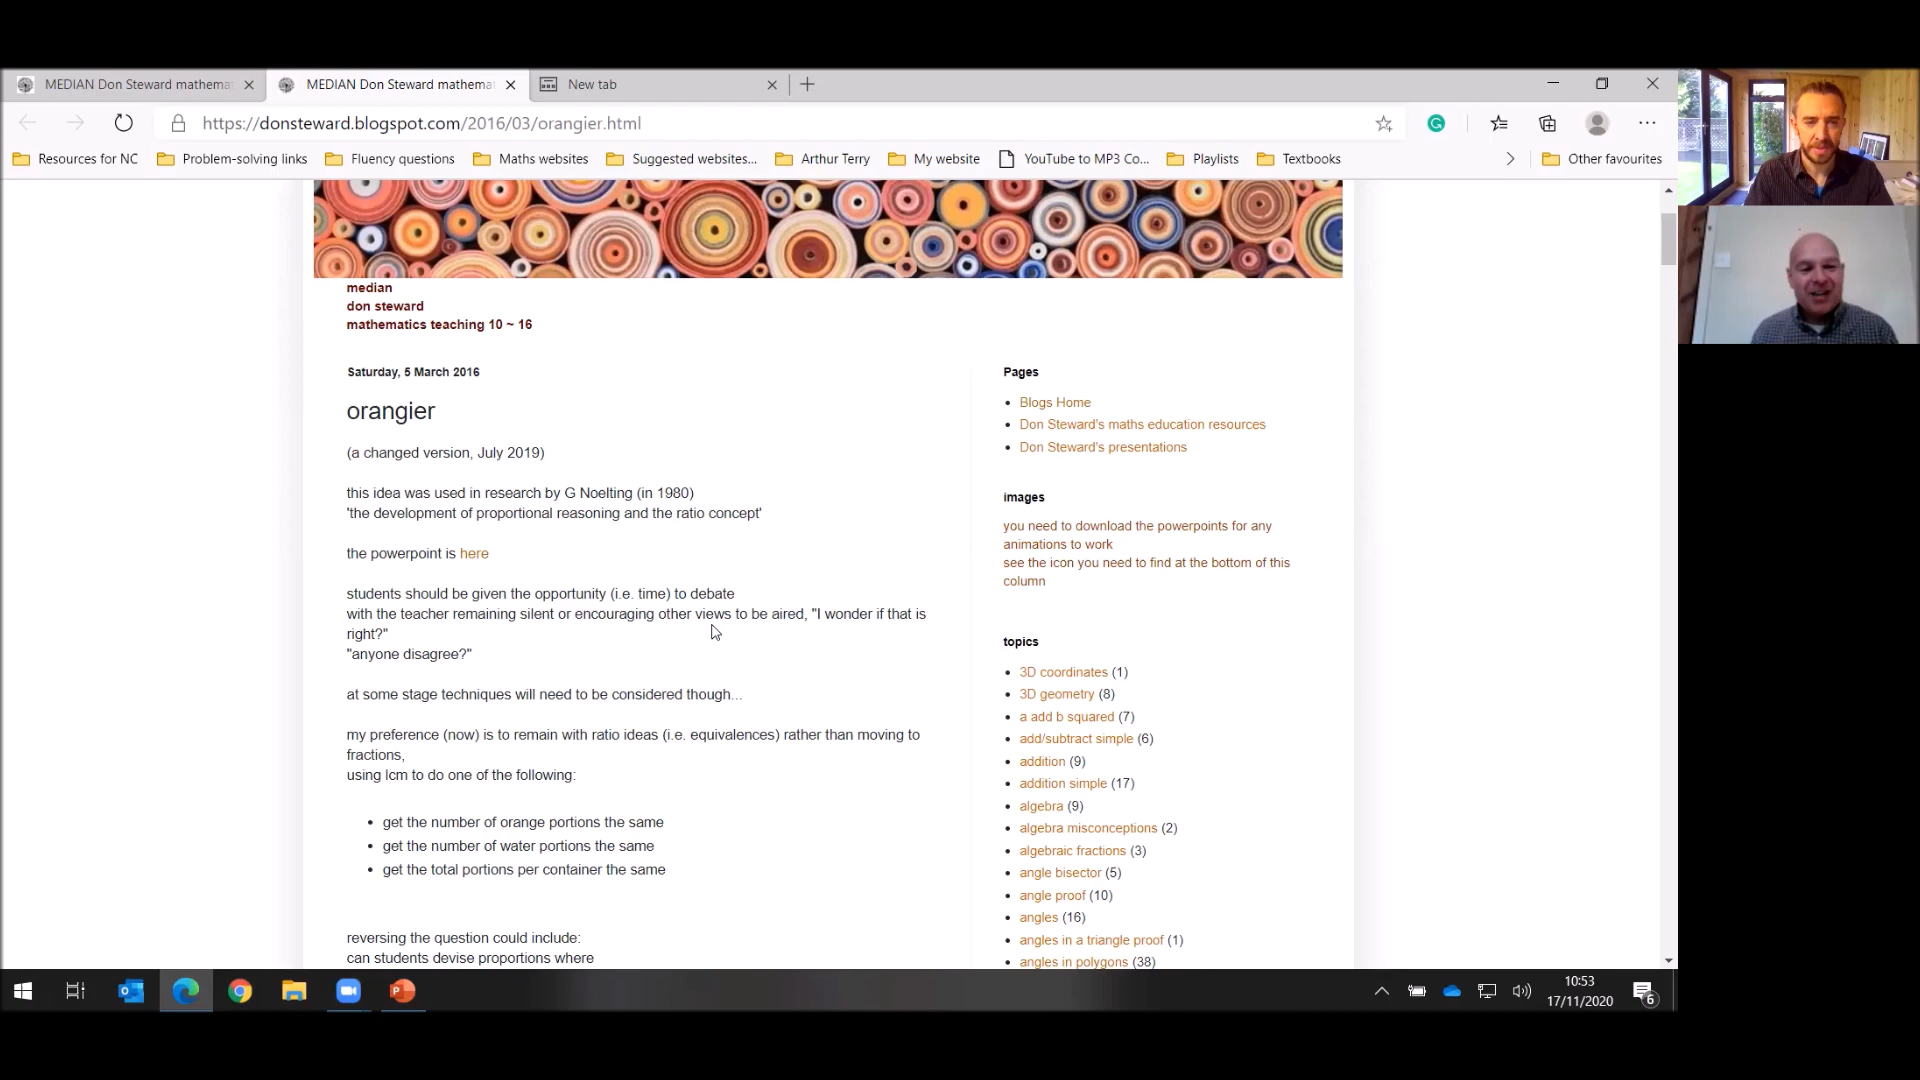 MEDIAN Don Steward mathema
MEDIAN Don Steward mathema
New tab
https://donsteward.blogspot.com/2016/03/orangier.html
Resources for NC
Problem-solving links
Fluency questions
Maths websites
Suggested websites...
Arthur Terry
My website
YouTube to MP3 Co...
Playlists
Textbooks
Other favourites
median
don steward
mathematics teaching 10 ~ 16
Saturday, 5 March 2016
orangier
(a changed version, July 2019)
this idea was used in research by G Noelting (in 1980)
'the development of proportional reasoning and the ratio concept'
the powerpoint is here
students should be given the opportunity (i.e. time) to debate
with the teacher remaining silent or encouraging other views to be aired, "I wonder if that is
right?"
"anyone disagree?"
at some stage techniques will need to be considered though...
my preference (now) is to remain with ratio ideas (i.e. equivalences) rather than moving to
fractions,
using lcm to do one of the following:
• get the number of orange portions the same
• get the number of water portions the same
• get the total portions per container the same
reversing the question could include:
can students devise proportions where
Pages
• Blogs Home
• Don Steward's maths education resources
• Don Steward's presentations
images
you need to download the powerpoints for any
animations to work
see the icon you need to find at the bottom of this
column
topics
• 3D coordinates (1)
• 3D geometry (8)
• a add b squared (7)
• add/subtract simple (6)
• addition (9)
• addition simple (17)
• algebra (9)
• algebra misconceptions (2)
• algebraic fractions (3)
• angle bisector (5)
• angle proof (10)
• angles (16)
• angles in a triangle proof (1)
• angles in polygons (38)
10:53
17/11/2020
6